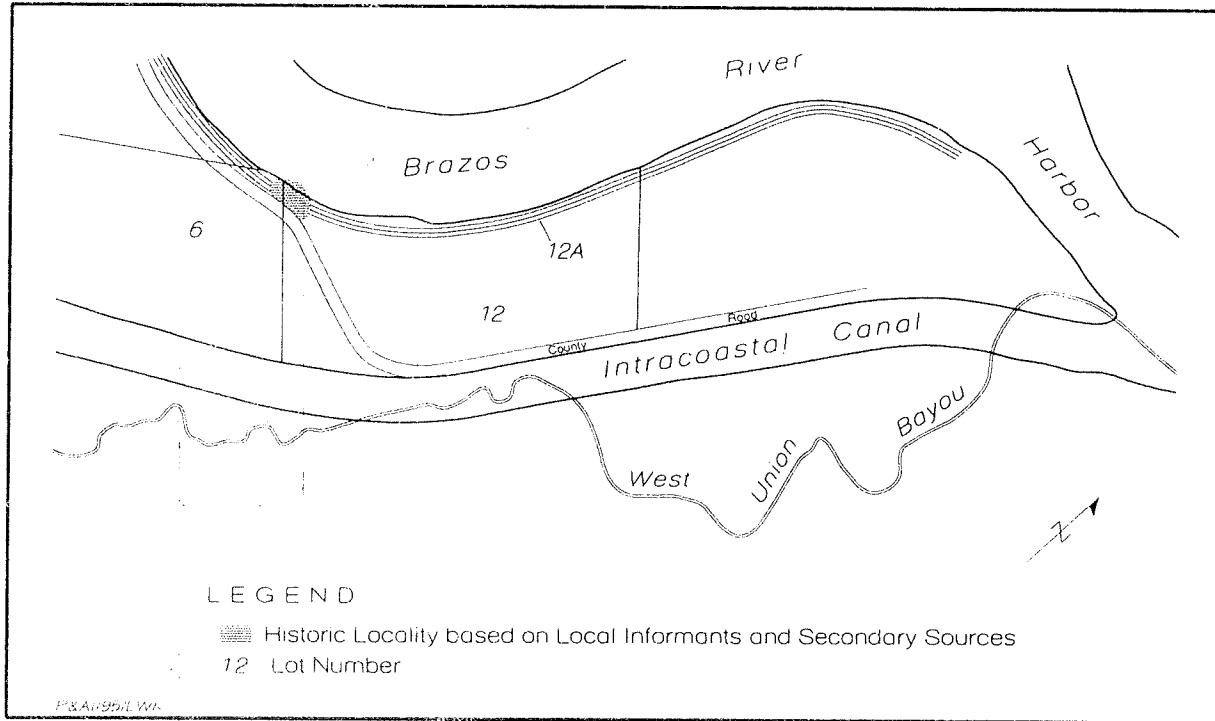 River
Brazos
Harbor
6
12A
12
County Road
Intracoastal Canal
West Union Bayou
N
LEGEND
Historic Locality based on Local Informants and Secondary Sources
12 Lot Number